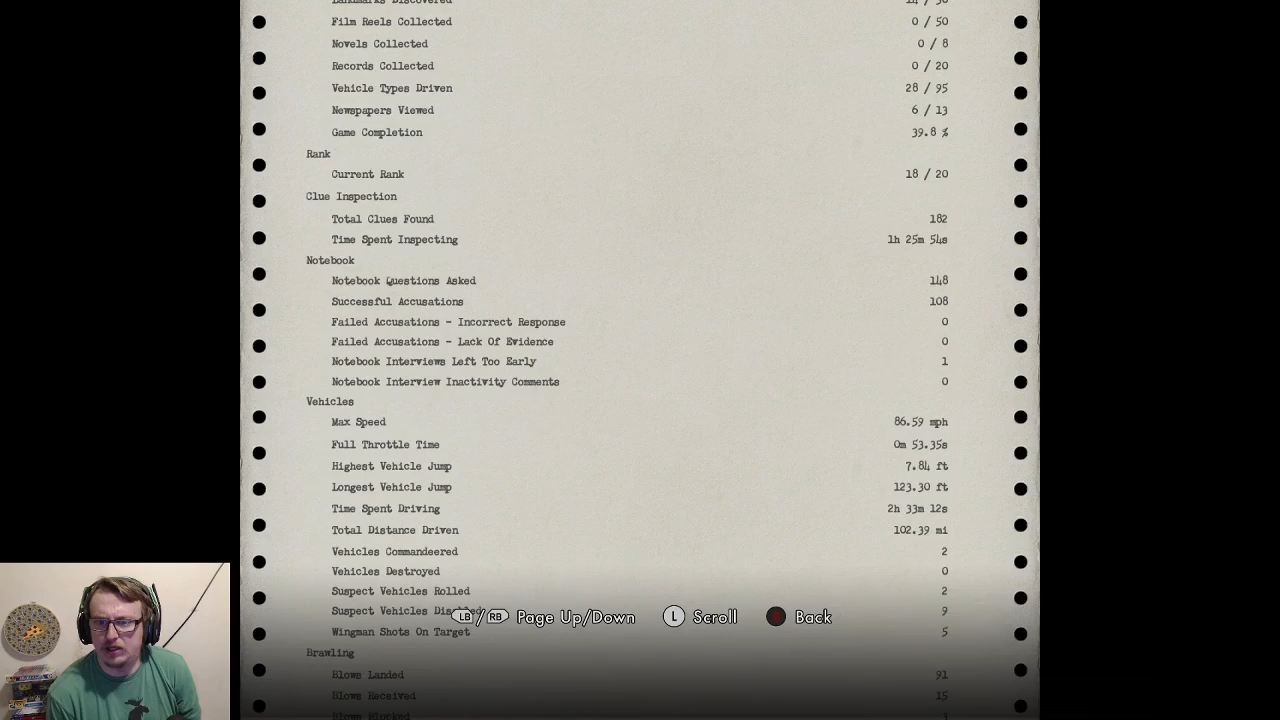 Landmarks Discovered 14 / 30
Film Reels Collected 0 / 50
Novels Collected 0 / 8
Records Collected 0 / 20
Vehicle Types Driven 28 / 95
Newspapers Viewed 6 / 13
Game Completion 39.8 %
Rank
Current Rank 18 / 20
Clue Inspection
Total Clues Found 182
Time Spent Inspecting 1h 25m 54s
Notebook
Notebook Questions Asked 148
Successful Accusations 108
Failed Accusations - Incorrect Response 0
Failed Accusations - Lack Of Evidence 0
Notebook Interviews Left Too Early 1
Notebook Interview Inactivity Comments 0
Vehicles
Max Speed 86.59 mph
Full Throttle Time 0m 53.35s
Highest Vehicle Jump 7.84 ft
Longest Vehicle Jump 123.30 ft
Time Spent Driving 2h 33m 12s
Total Distance Driven 102.39 mi
Vehicles Commandeered 2
Vehicles Destroyed 0
Suspect Vehicles Rolled 2
Suspect Vehicles Disabled 9
LB / RB Page Up/Down L Scroll Back
Wingman Shots On Target 5
Brawling
Blows Landed 91
Blows Received 15
Blows Blocked